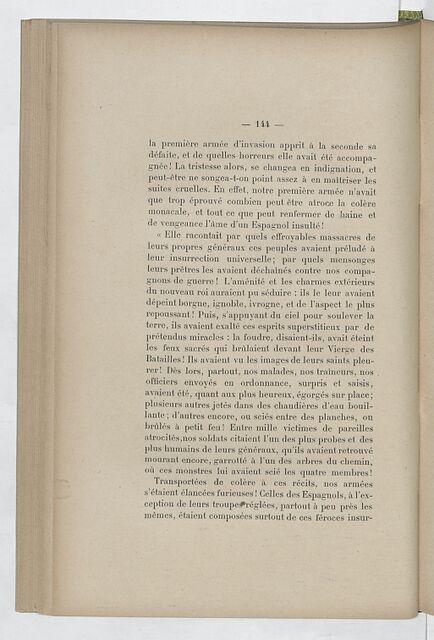 — 144 —
la première armée d'invasion apprit à la seconde sa
défaite, et de quelles horreurs elle avait été accompa-
gnée! La tristesse alors, se changea en indignation, et
peut-être ne songea-t-on point assez à en maîtriser les
suites cruelles. En effet, notre première armée n'avait
que trop éprouvé combien peut être atroce la colère
monacale, et tout ce que peut renfermer de haine et
de vengeance l'âme d'un Espagnol insulté!
« Elle racontait par quels effroyables massacres de
leurs propres généraux ces peuples avaient préludé à
leur insurrection universelle; par quels mensonges
leurs prêtres les avaient déchaînés contre nos compa-
gnons de guerre! L'aménité et les charmes extérieurs
du nouveau roi auraient pu séduire : ils le leur avaient
dépeint borgne, ignoble, ivrogne, et de l'aspect le plus
repoussant! Puis, s'appuyant du ciel pour soulever la
terre, ils avaient exalté ces esprits superstitieux par de
prétendus miracles : la foudre, disaient-ils, avait éteint
les feux sacrés qui brûlaient devant leur Vierge des
Batailles! Ils avaient vu les images de leurs saints pleu-
rer! Dès lors, partout, nos malades, nos traîneurs, nos
officiers envoyés en ordonnance, surpris et saisis,
avaient été, quant aux plus heureux, égorgés sur place;
plusieurs autres jetés dans des chaudières d'eau bouil-
lante; d'autres encore, ou sciés entre des planches, ou
brûlés à petit feu! Entre mille victimes de pareilles
atrocités, nos soldats citaient l'un des plus probes et des
plus humains de leurs généraux, qu'ils avaient retrouvé
mourant encore, garrotté à l'un des arbres du chemin,
où ces monstres lui avaient scié les quatre membres!
Transportées de colère à ces récits, nos armées
s'étaient élancées furieuses! Celles des Espagnols, à l'ex-
ception de leurs troupes réglées, partout à peu près les
mêmes, étaient composées surtout de ces féroces insur-